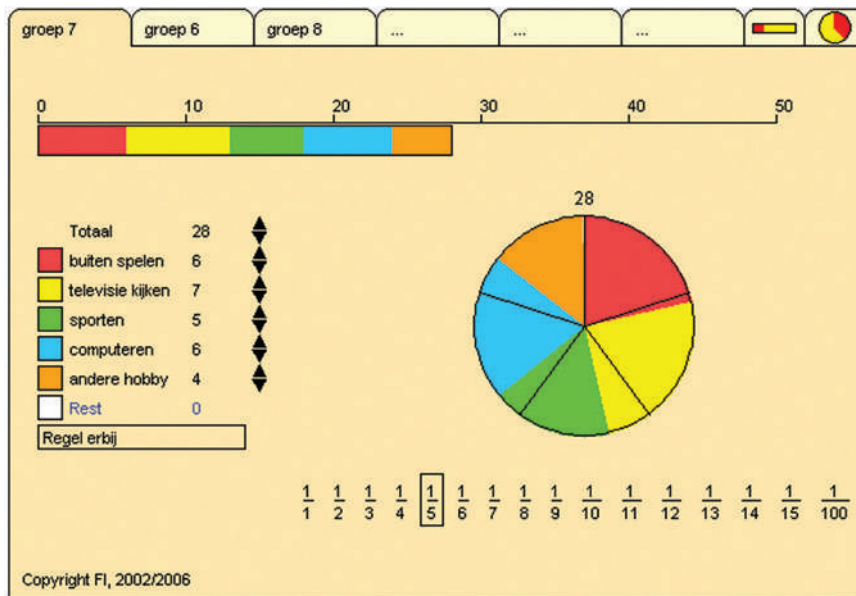 groep 7 groep 6 groep 8 ... ... ...
0 10 20 30 40 50
28
Totaal 28
buiten spelen 6
televisie kijken 7
sporten 5
computeren 6
andere hobby 4
Rest 0
Regel erbij
1/1 1/2 1/3 1/4 1/5 1/6 1/7 1/8 1/9 1/10 1/11 1/12 1/13 1/14 1/15 1/100
Copyright FI, 2002/2006